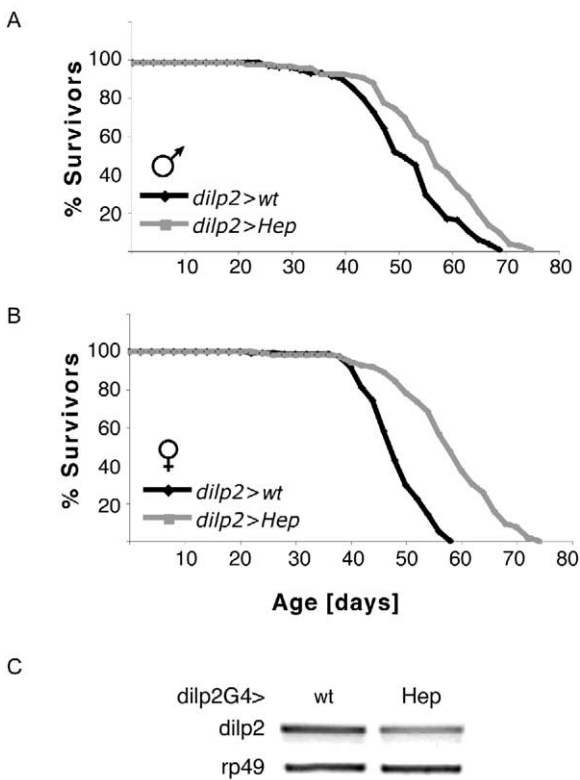 A
% Survivors
100
80
60
40
20
dilp2>wt
dilp2>Hep
10 20 30 40 50 60 70 80
B
% Survivors
100
80
60
40
20
dilp2>wt
dilp2>Hep
10 20 30 40 50 60 70 80
Age [days]
C
dilp2G4> wt Hep
dilp2
rp49